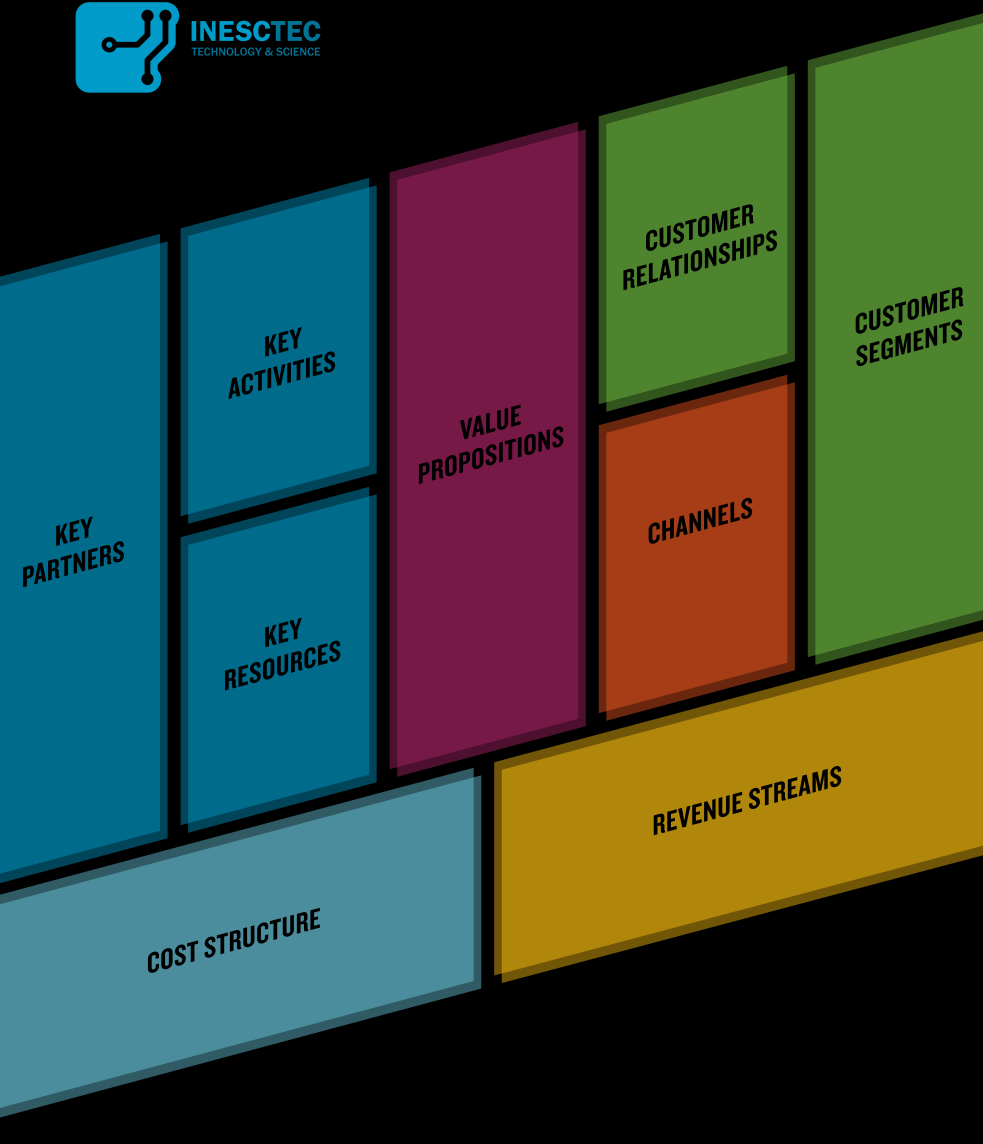 INESCTEC
TECHNOLOGY & SCIENCE
KEY
PARTNERS
KEY
ACTIVITIES
KEY
RESOURCES
VALUE
PROPOSITIONS
CUSTOMER
RELATIONSHIPS
CHANNELS
CUSTOMER
SEGMENTS
COST STRUCTURE
REVENUE STREAMS